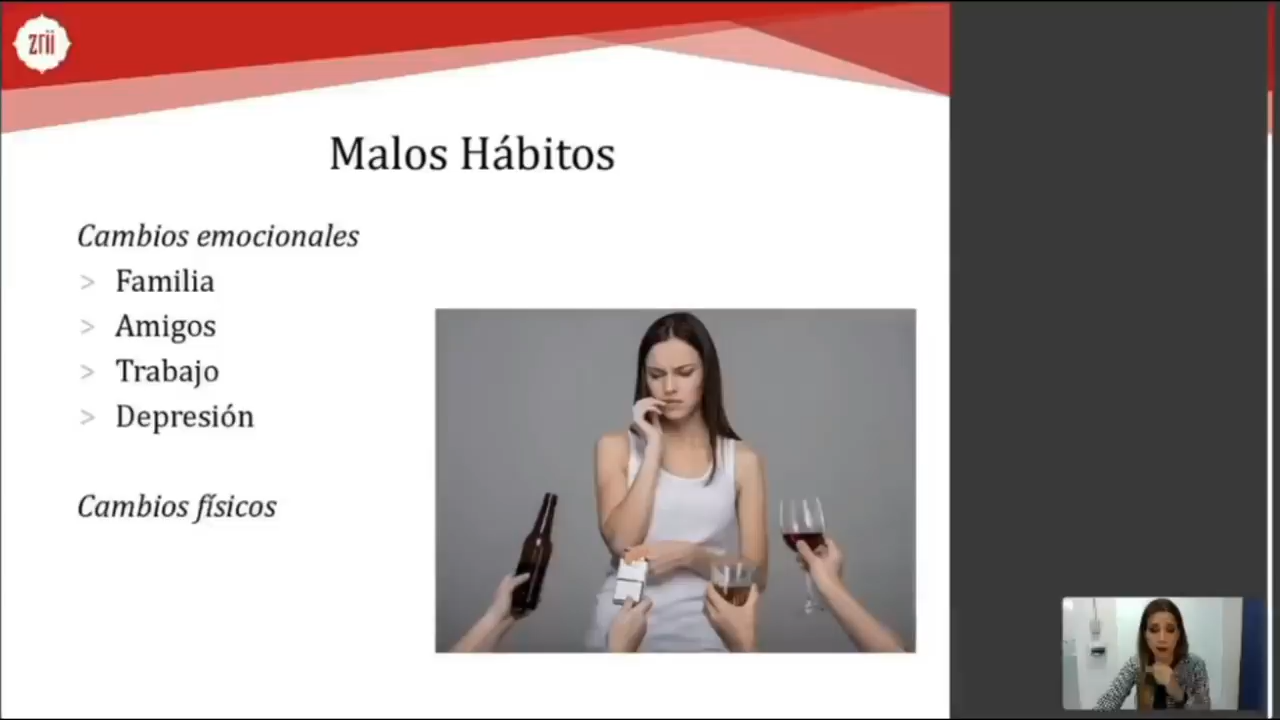 zrii
Malos Hábitos
Cambios emocionales
> Familia
> Amigos
> Trabajo
> Depresión
Cambios físicos